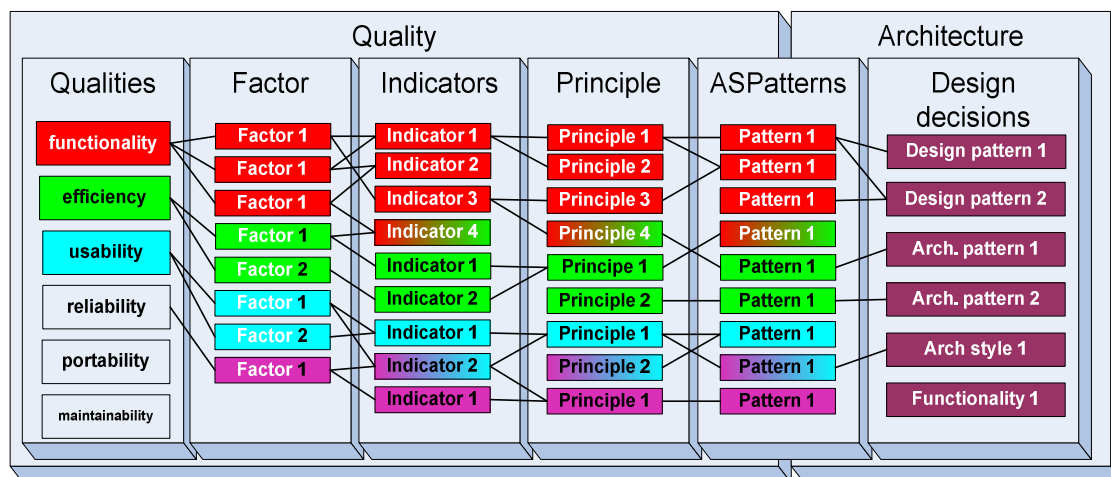 Quality
Architecture
Qualities
functionality
efficiency
usability
reliability
portability
maintainability
Factor
Factor 1
Factor 1
Factor 1
Factor 1
Factor 2
Factor 1
Factor 2
Factor 1
Indicators
Indicator 1
Indicator 2
Indicator 3
Indicator 4
Indicator 1
Indicator 2
Indicator 1
Indicator 2
Indicator 1
Principle
Principle 1
Principle 2
Principle 3
Principle 4
Principe 1
Principle 2
Principle 1
Principle 2
Principle 1
ASPatterns
Pattern 1
Pattern 1
Pattern 1
Pattern 1
Pattern 1
Pattern 1
Pattern 1
Pattern 1
Pattern 1
Design
decisions
Design pattern 1
Design pattern 2
Arch. pattern 1
Arch. pattern 2
Arch style 1
Functionality 1